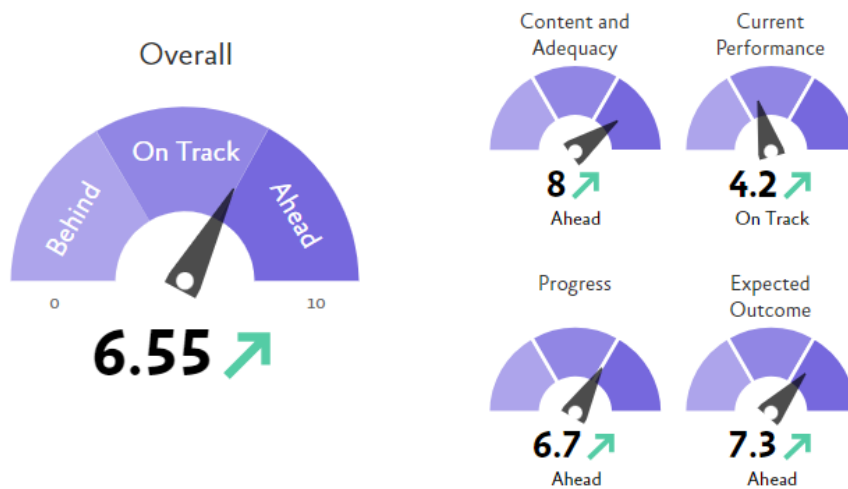 Overall
Behind
On Track
Ahead
0
10
6.55
Content and
Adequacy
8
Ahead
Current
Performance
4.2
On Track
Progress
6.7
Ahead
Expected
Outcome
7.3
Ahead